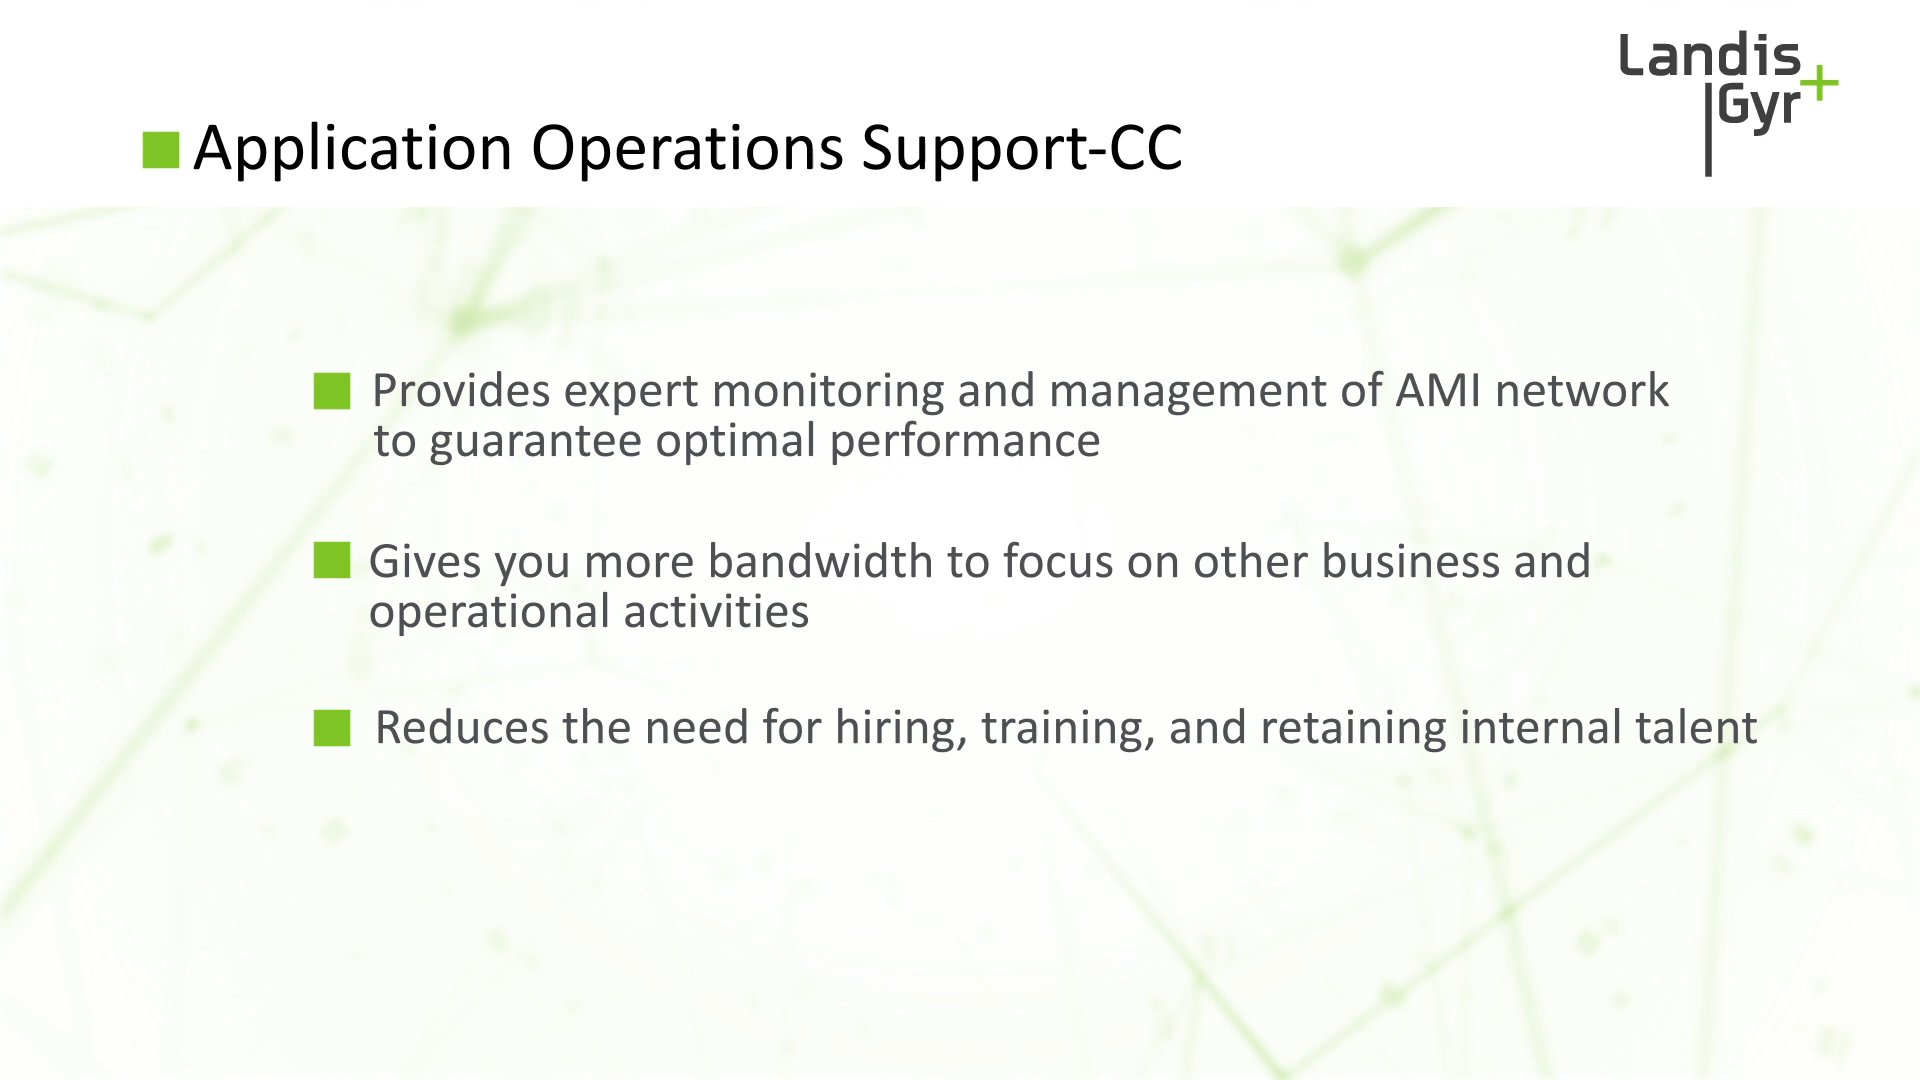 Landis
Gyr+
Application Operations Support-CC
Provides expert monitoring and management of AMI network
to guarantee optimal performance
Gives you more bandwidth to focus on other business and
operational activities
Reduces the need for hiring, training, and retaining internal talent